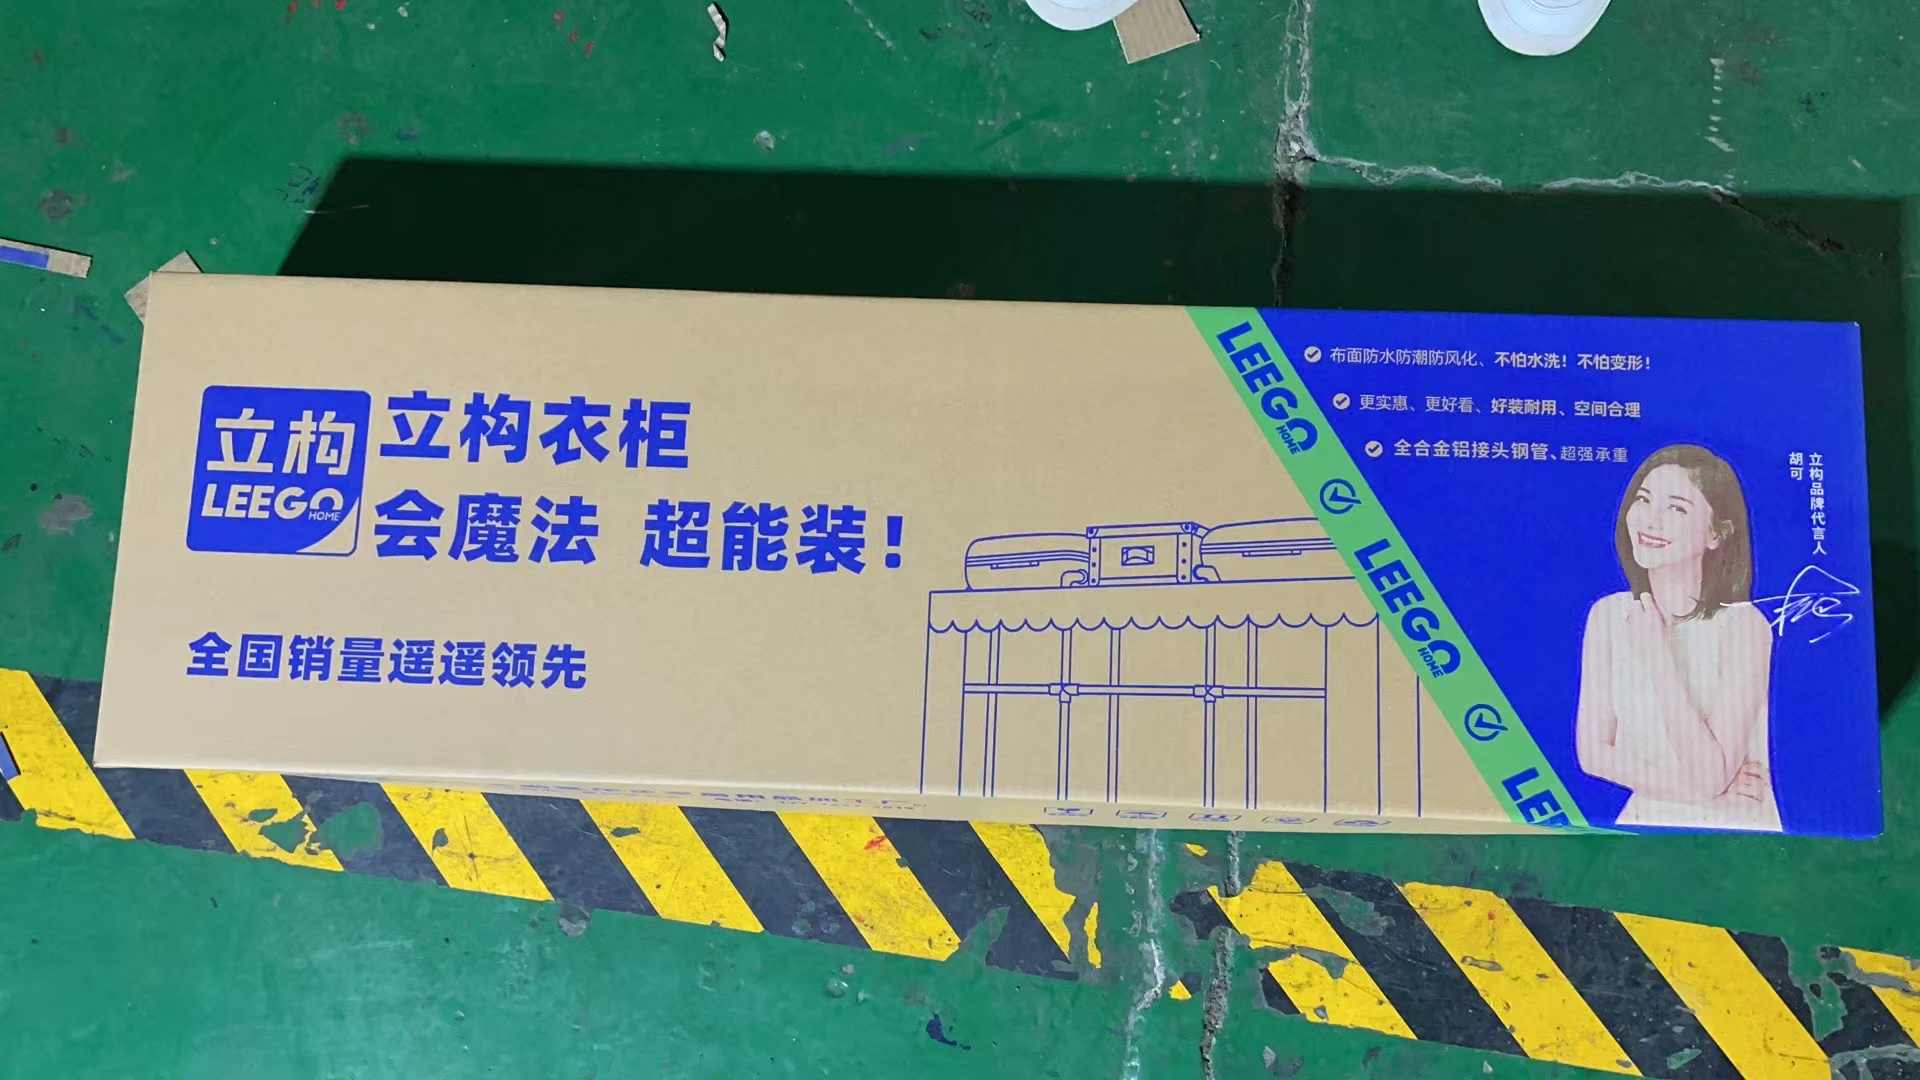 立构
LEEGO
HOME
立构衣柜
会魔法 超能装！
全国销量遥遥领先
LEEGO
HOME
LEEGO
HOME
LEE
布面防水防潮防风化、不怕水洗！不怕变形！
更实惠、更好看、好装耐用、空间合理
全合金铝接头钢管、超强承重
立构品牌代言人
胡可